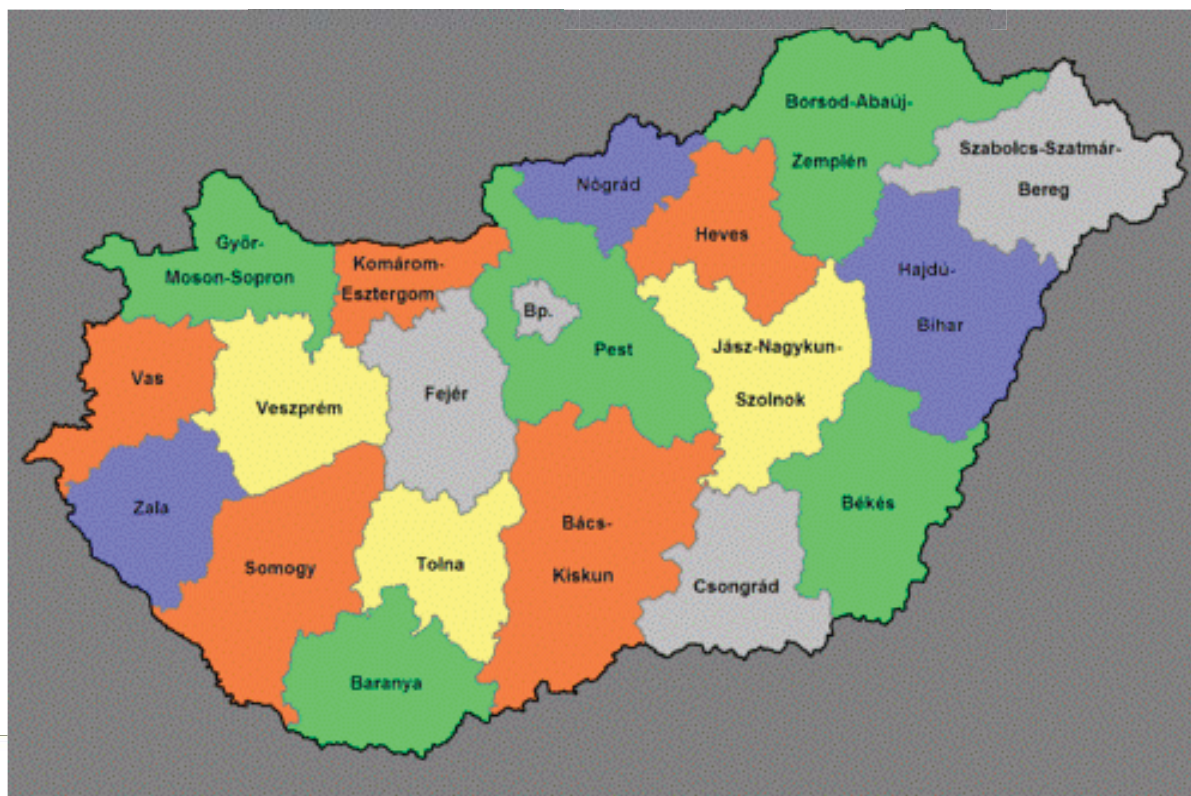 Borsod-Abaúj-
Zemplén
Szabolcs-Szatmár-
Bereg
Nógrád
Heves
Győr-
Moson-Sopron
Komárom-
Esztergom
Hajdú-
Bihar
Bp.
Pest
Jász-Nagykun-
Szolnok
Vas
Veszprém
Fejér
Zala
Békés
Somogy
Tolna
Bács-
Kiskun
Csongrád
Baranya